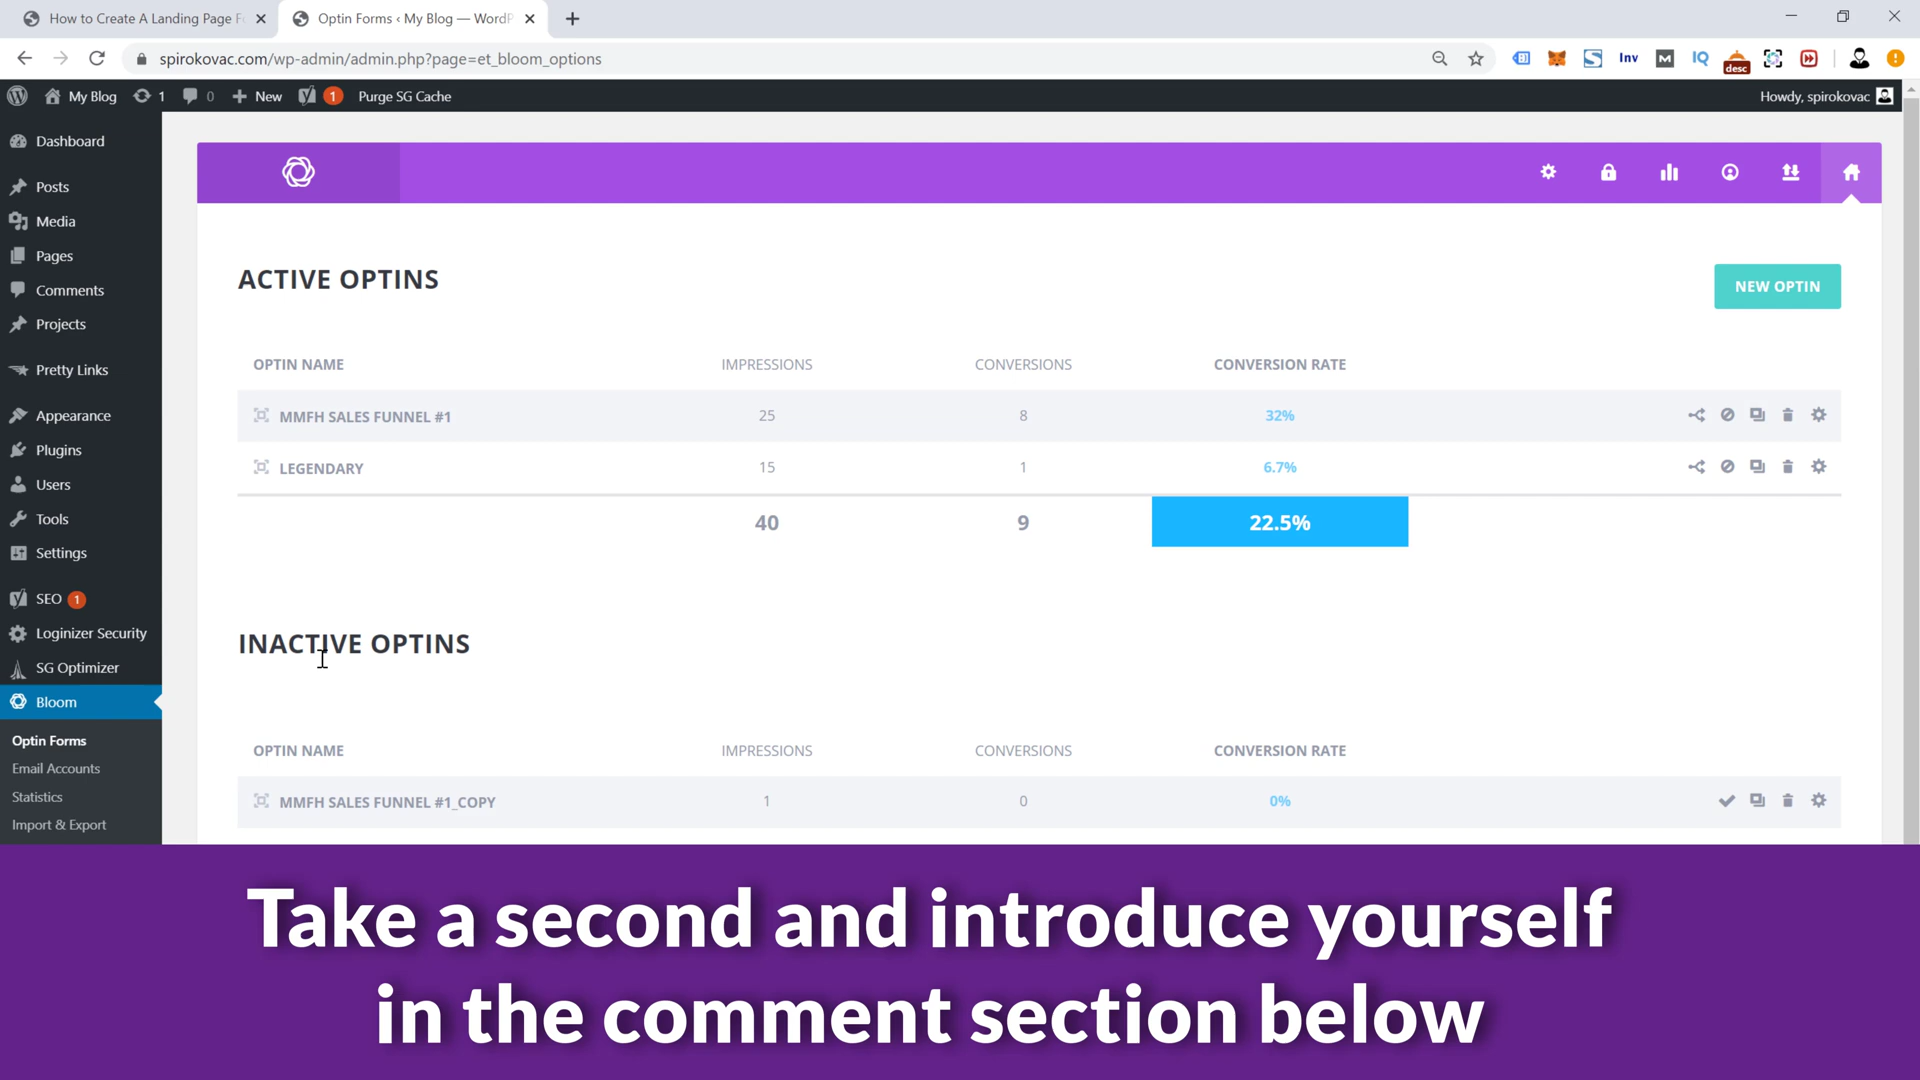 How to Create A Landing Page F
Optin Forms ‹ My Blog — WordP
spirokovac.com/wp-admin/admin.php?page=et_bloom_options
Inv
IQ
desc
My Blog
1
0
New
1
Purge SG Cache
Howdy, spirokovac
Dashboard
Posts
Media
Pages
Comments
Projects
Pretty Links
Appearance
Plugins
Users
Tools
Settings
SEO 1
Loginizer Security
SG Optimizer
Bloom
Optin Forms
Email Accounts
Statistics
Import & Export
ACTIVE OPTINS
NEW OPTIN
OPTIN NAME IMPRESSIONS CONVERSIONS CONVERSION RATE
MMFH SALES FUNNEL #1 25 8 32%
LEGENDARY 15 1 6.7%
40 9 22.5%
INACTIVE OPTINS
OPTIN NAME IMPRESSIONS CONVERSIONS CONVERSION RATE
MMFH SALES FUNNEL #1_COPY 1 0 0%
Take a second and introduce yourself
in the comment section below